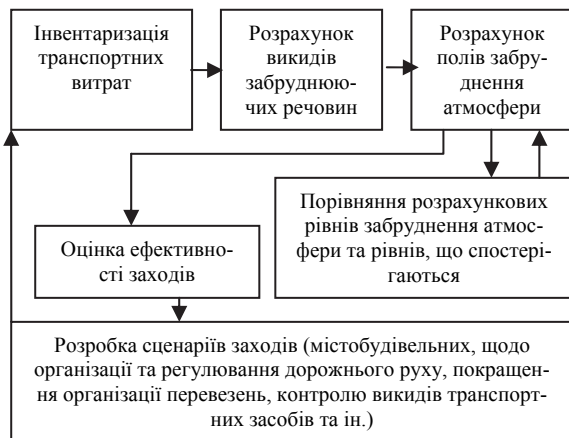 Інвентаризація
транспортних
витрат
Розрахунок
викидів
забруднюю-
чих речовин
Розрахунок
полів забру-
днення
атмосфери
Порівняння розрахункових
рівнів забруднення атмос-
фери та рівнів, що спостері-
гаються
Оцінка ефективно-
сті заходів
Розробка сценаріїв заходів (містобудівельних, щодо
організації та регулювання дорожнього руху, покращен-
ня організації перевезень, контролю викидів транспорт-
них засобів та ін.)